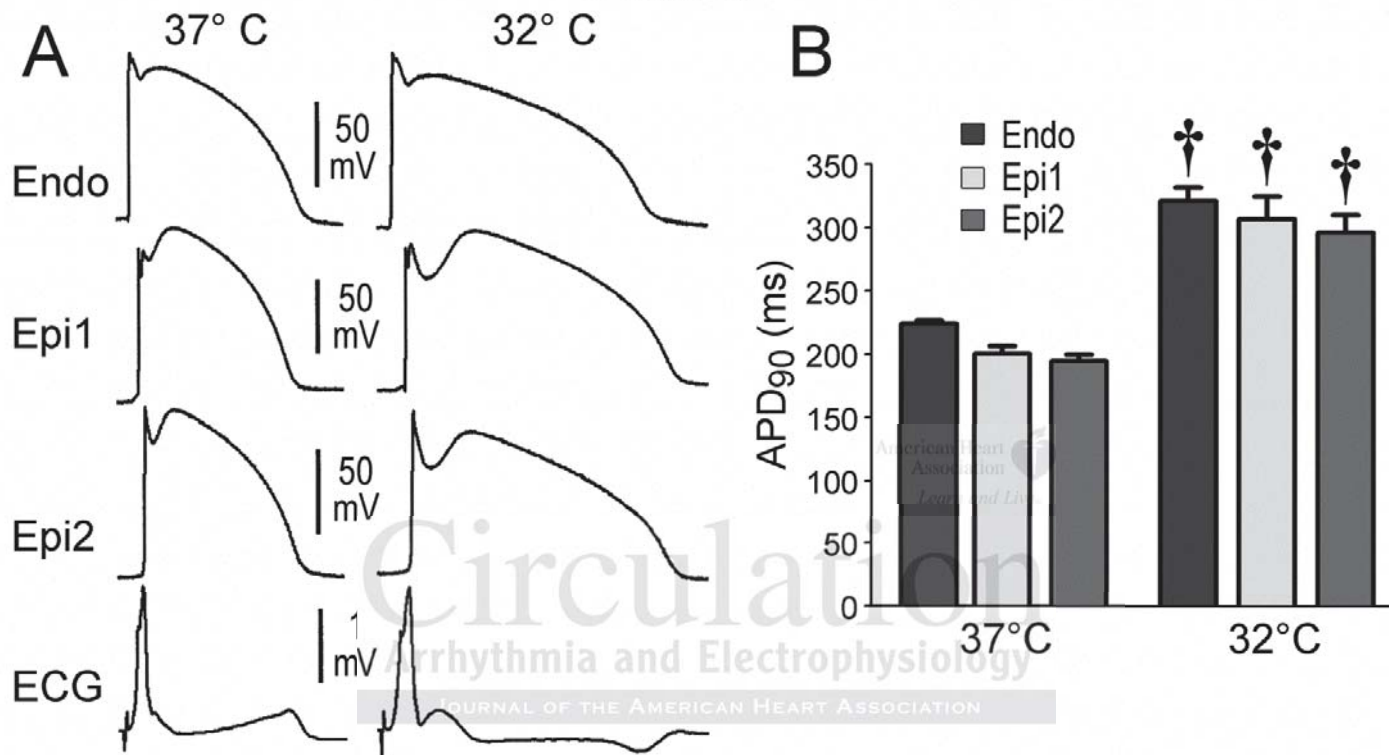 A
37° C
32° C
Endo
50
mV
Epi1
50
mV
Epi2
50
mV
ECG
1
mV
B
Endo
Epi1
Epi2
† † †
APD90 (ms)
350
300
250
200
150
100
50
0
37°C
32°C
American Heart
Association
Learn and Live
Circulation
Arrhythmia and Electrophysiology
JOURNAL OF THE AMERICAN HEART ASSOCIATION